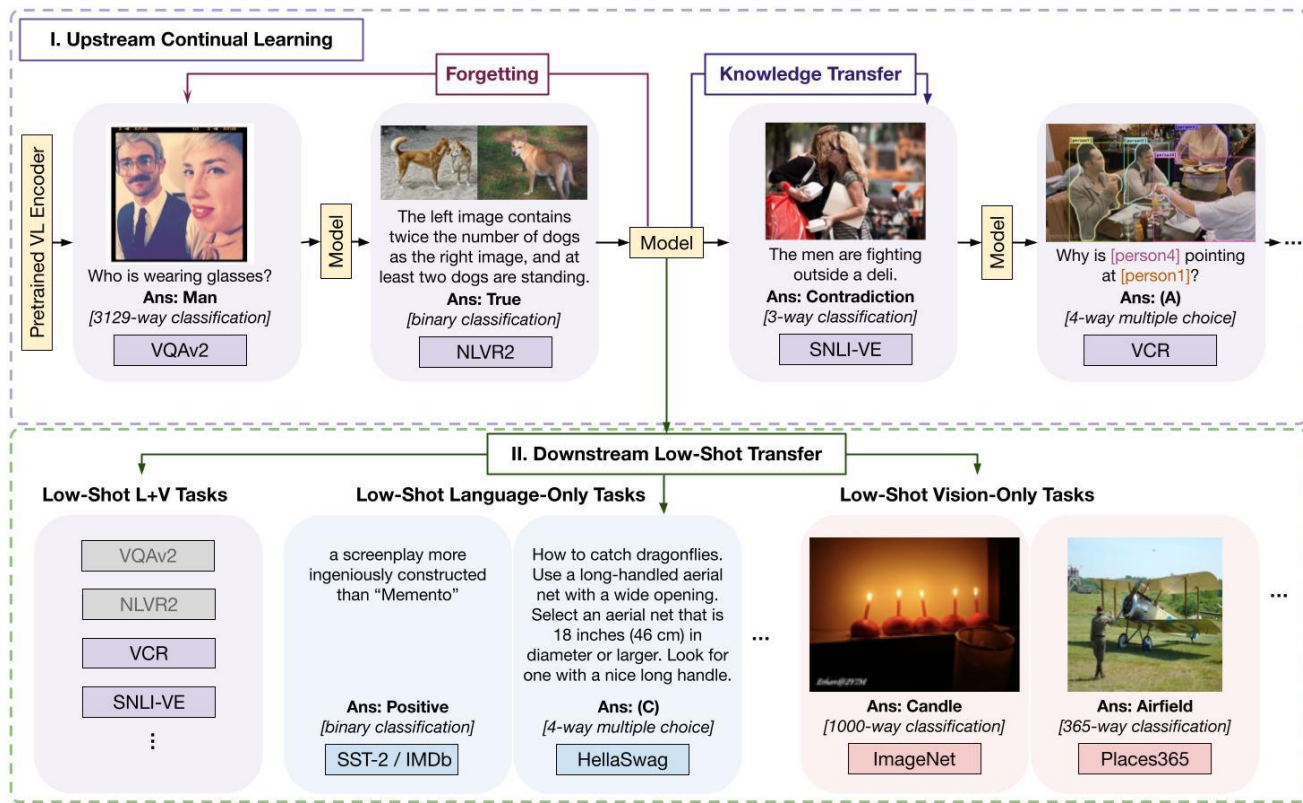 I. Upstream Continual Learning
Forgetting
Knowledge Transfer
Pretrained VL Encoder
Who is wearing glasses?
Ans: Man
[3129-way classification]
VQAv2
Model
The left image contains
twice the number of dogs
as the right image, and at
least two dogs are standing.
Ans: True
[binary classification]
NLVR2
Model
The men are fighting
outside a deli.
Ans: Contradiction
[3-way classification]
SNLI-VE
Model
Why is [person4] pointing
at [person1]?
Ans: (A)
[4-way multiple choice]
VCR
...
II. Downstream Low-Shot Transfer
Low-Shot L+V Tasks
VQAv2
NLVR2
VCR
SNLI-VE
⋮
Low-Shot Language-Only Tasks
a screenplay more
ingeniously constructed
than “Memento”
Ans: Positive
[binary classification]
SST-2 / IMDb
How to catch dragonflies.
Use a long-handled aerial
net with a wide opening.
Select an aerial net that is
18 inches (46 cm) in
diameter or larger. Look for
one with a nice long handle.
Ans: (C)
[4-way multiple choice]
HellaSwag
...
Low-Shot Vision-Only Tasks
Ans: Candle
[1000-way classification]
ImageNet
Ans: Airfield
[365-way classification]
Places365
...